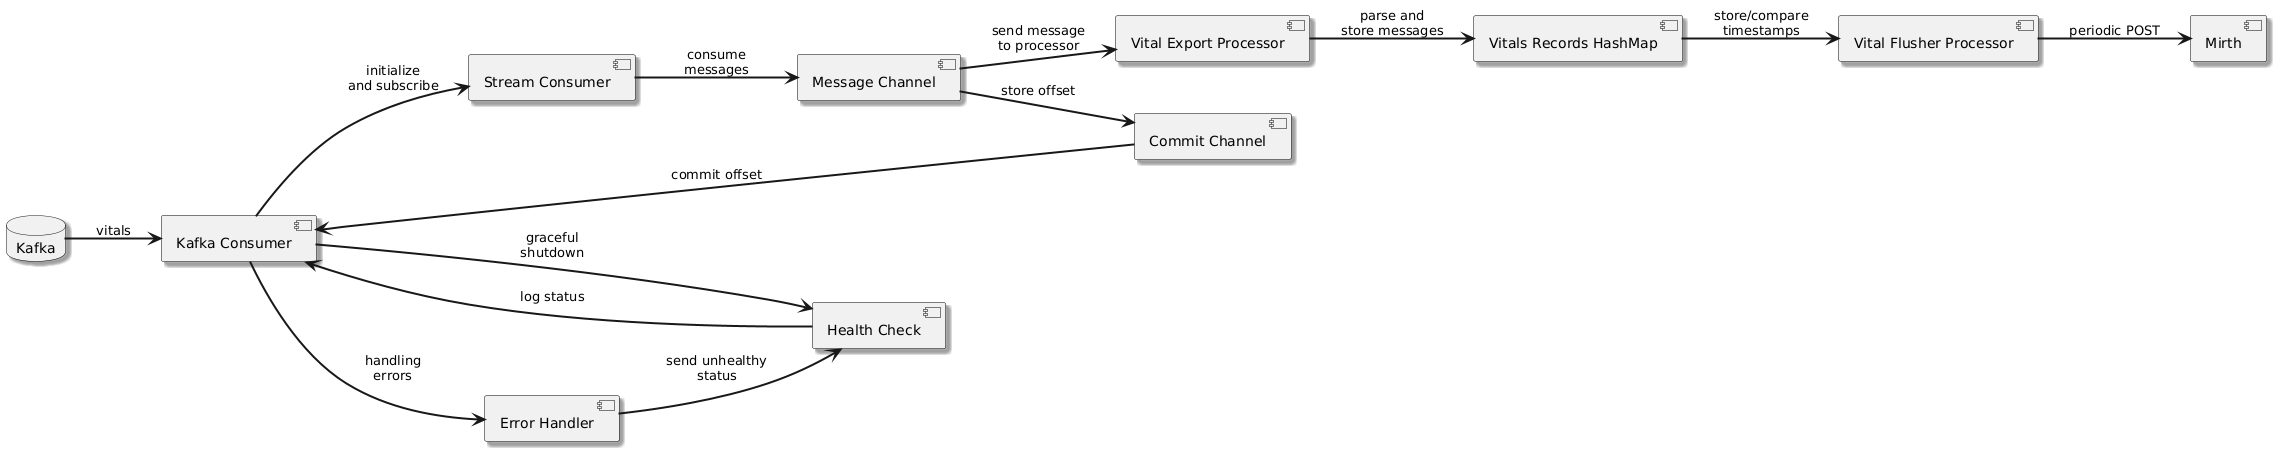 Kafka
vitals
Kafka Consumer
initialize
and subscribe
Stream Consumer
consume
messages
Message Channel
send message
to processor
Vital Export Processor
parse and
store messages
Vitals Records HashMap
store/compare
timestamps
Vital Flusher Processor
periodic POST
Mirth
store offset
Commit Channel
commit offset
graceful
shutdown
log status
Health Check
handling
errors
send unhealthy
status
Error Handler